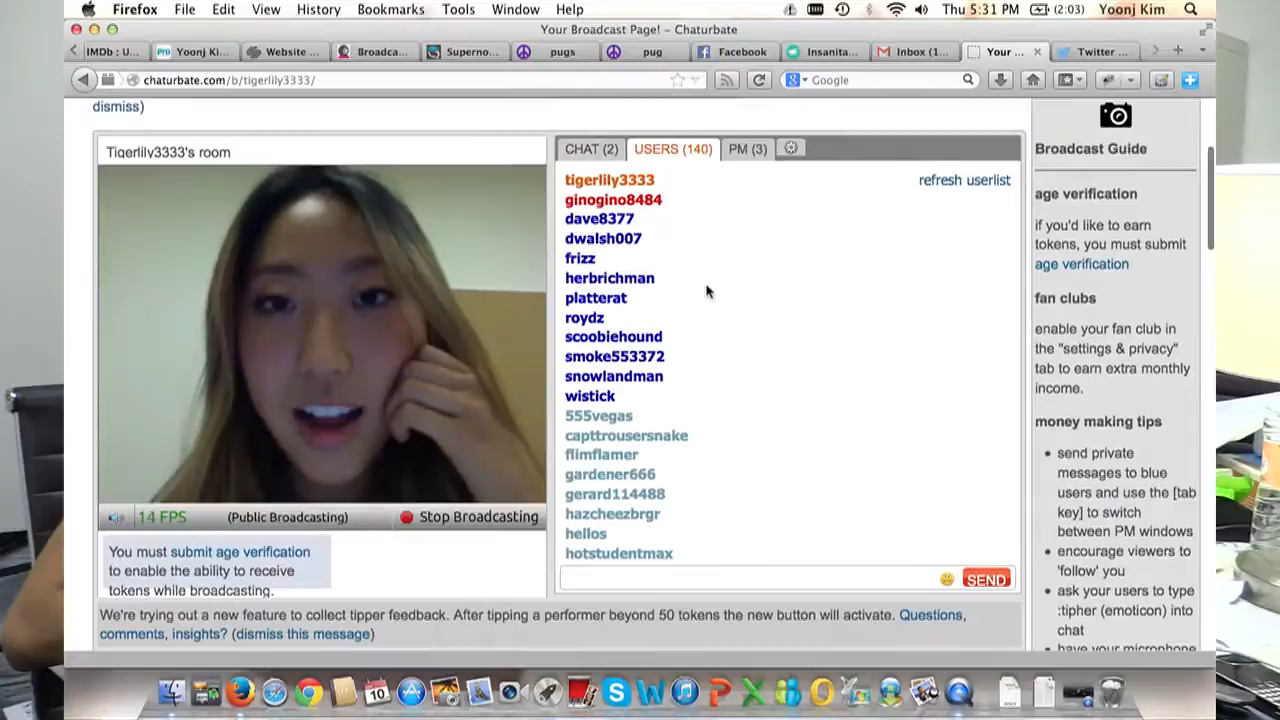 Firefox File Edit View History Bookmarks Tools Window Help Thu 5:31 PM (2:03) Yoonj Kim
Your Broadcast Page! – Chaturbate
IMDb : U... Yoonj Ki... Website ... Broadca... Superno... pugs pug Facebook Insanita... Inbox (1... Your ... Twitter ...
chaturbate.com/b/tigerlily3333/ Google
dismiss)
Tigerlily3333's room
CHAT (2) USERS (140) PM (3)
tigerlily3333 refresh userlist
ginogino8484
dave8377
dwalsh007
frizz
herbrichman
platterat
roydz
scoobiehound
smoke553372
snowlandman
wistick
555vegas
capttrousersnake
flimflamer
gardener666
gerard114488
hazcheezbrgr
hellos
hotstudentmax
SEND
14 FPS (Public Broadcasting) Stop Broadcasting
You must submit age verification
to enable the ability to receive
tokens while broadcasting.
We're trying out a new feature to collect tipper feedback. After tipping a performer beyond 50 tokens the new button will activate. Questions,
comments, insights? (dismiss this message)
Broadcast Guide
age verification
if you'd like to earn
tokens, you must submit
age verification
fan clubs
enable your fan club in
the "settings & privacy"
tab to earn extra monthly
income.
money making tips
send private
messages to blue
users and use the [tab
key] to switch
between PM windows
encourage viewers to
'follow' you
ask your users to type
:tipher (emoticon) into
chat
have your microphone
10